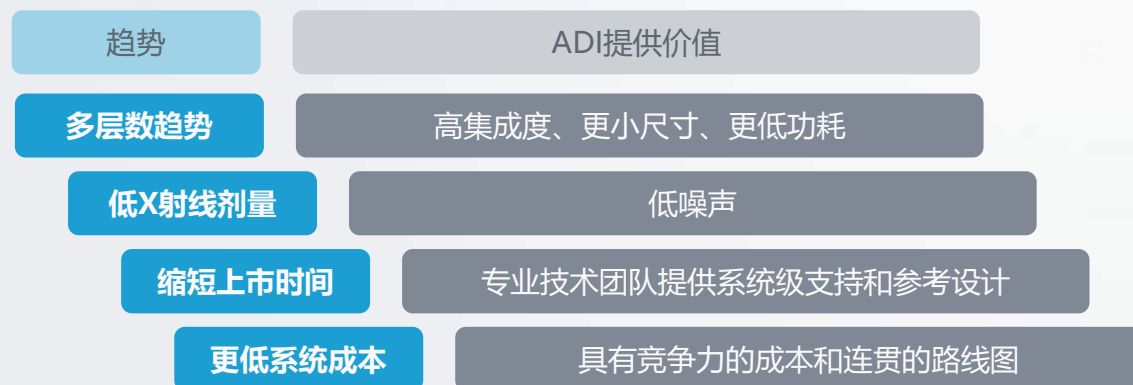 趋势
ADI提供价值
多层数趋势
高集成度、更小尺寸、更低功耗
低X射线剂量
低噪声
缩短上市时间
专业技术团队提供系统级支持和参考设计
更低系统成本
具有竞争力的成本和连贯的路线图